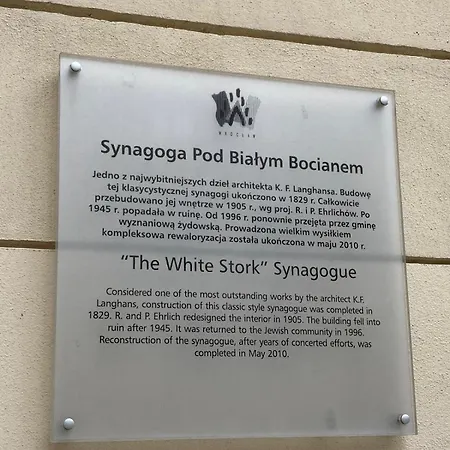 WROCŁAW
Synagoga Pod Białym Bocianem
Jedno z najwybitniejszych dzieł architekta K. F. Langhansa. Budowę
tej klasycystycznej synagogi ukończono w 1829 r. Całkowicie
przebudowano jej wnętrze w 1905 r., wg proj. R. i P. Ehrlichów. Po
1945 r. popadała w ruinę. Od 1996 r. ponownie przejęta przez gminę
wyznaniową żydowską. Prowadzona wielkim wysiłkiem
kompleksowa rewaloryzacja została ukończona w maju 2010 r.
"The White Stork" Synagogue
Considered one of the most outstanding works by the architect K.F.
Langhans, construction of this classic style synagogue was completed in
1829. R. and P. Ehrlich redesigned the interior in 1905. The building fell into
ruin after 1945. It was returned to the Jewish community in 1996.
Reconstruction of the synagogue, after years of concerted efforts, was
completed in May 2010.